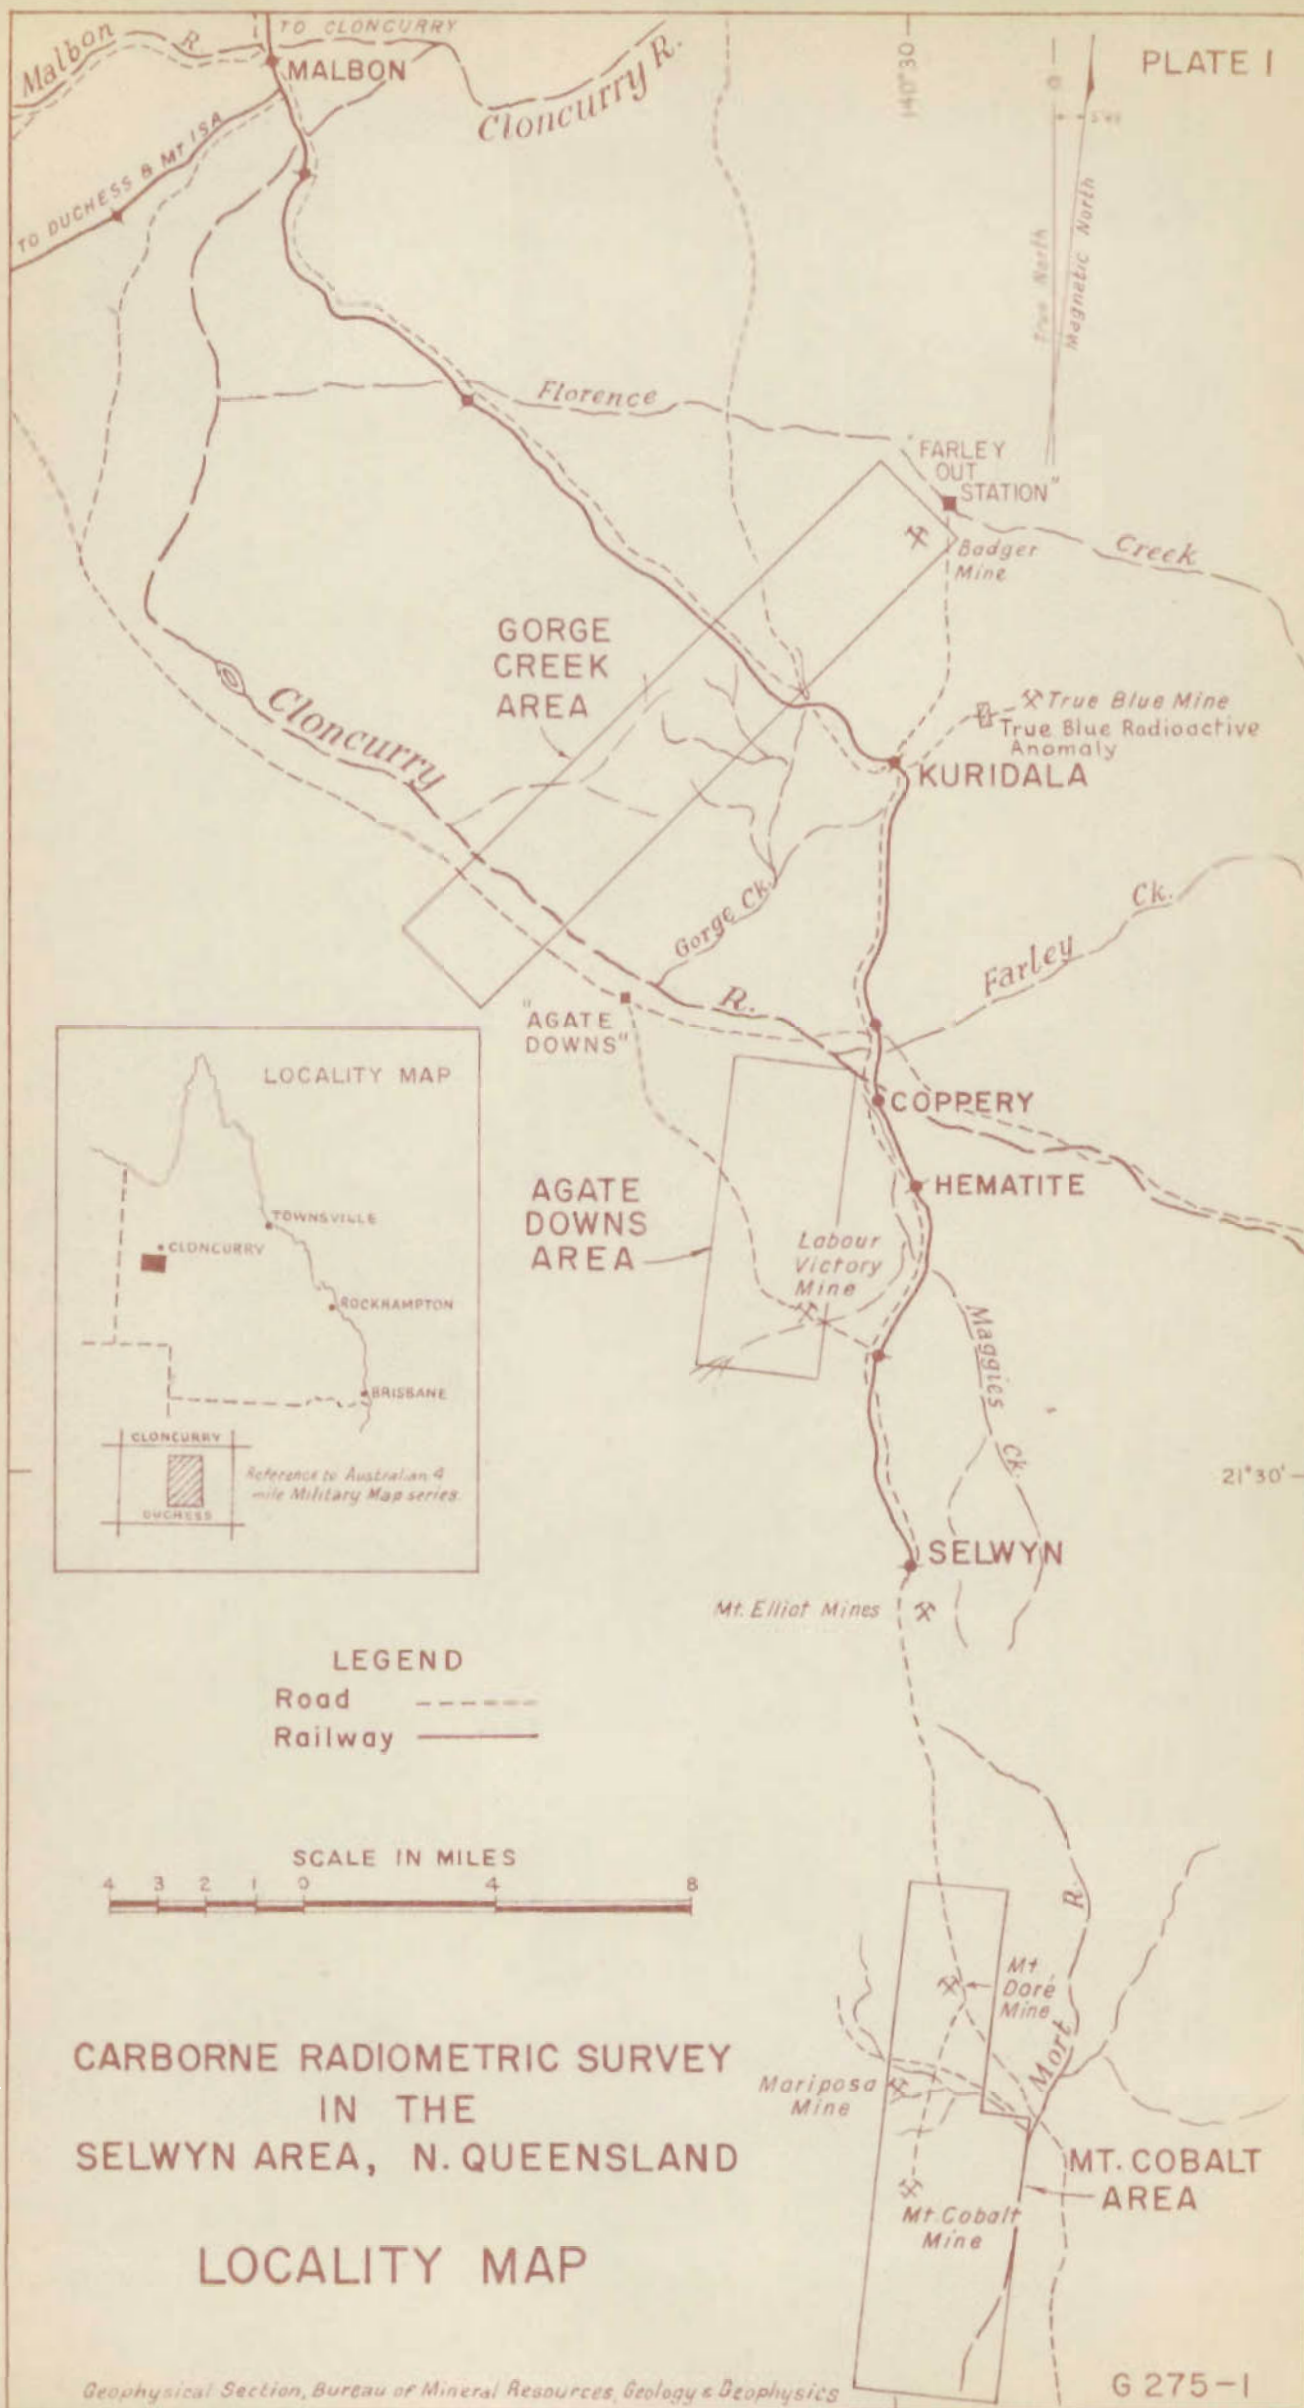 PLATE 1
TO CLONCURRY
Malbon R.
MALBON
Cloncurry R.
140°30'
TO DUCHESS & MT ISA
True North
Magnetic North
Florence
"FARLEY
OUT
STATION"
Creek
Badger
Mine
GORGE
CREEK
AREA
Cloncurry
True Blue Mine
True Blue Radioactive
Anomaly
KURIDALA
Gorge Ck.
Farley
Ck.
R.
"AGATE
DOWNS"
COPPERY
HEMATITE
AGATE
DOWNS
AREA
Labour
Victory
Mine
Maggies
Ck.
21°30'
SELWYN
Mt. Elliot Mines
LOCALITY MAP
TOWNSVILLE
CLONCURRY
ROCKHAMPTON
BRISBANE
CLONCURRY
DUCHESS
Reference to Australian 4
mile Military Map series.
LEGEND
Road
Railway
SCALE IN MILES
4 3 2 1 0 4 8
R.
Mort
Mt
Dore
Mine
Mariposa
Mine
MT. COBALT
AREA
Mt. Cobalt
Mine
CARBORNE RADIOMETRIC SURVEY
IN THE
SELWYN AREA, N. QUEENSLAND
LOCALITY MAP
Geophysical Section, Bureau of Mineral Resources, Geology & Geophysics
G 275-1